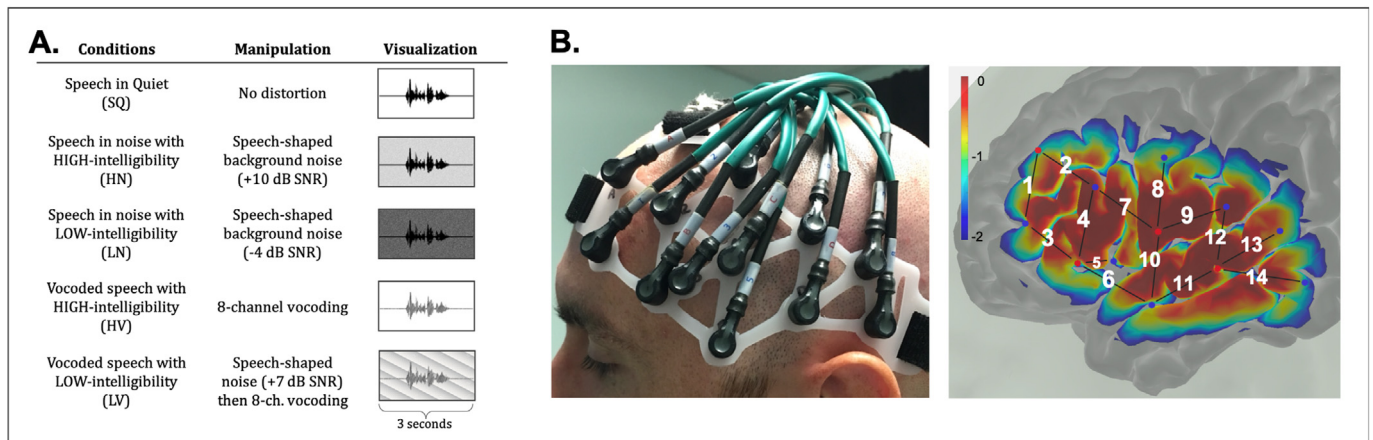 A.
Conditions Manipulation Visualization
Speech in Quiet
(SQ)
No distortion
Speech in noise with
HIGH-intelligibility
(HN)
Speech-shaped
background noise
(+10 dB SNR)
Speech in noise with
LOW-intelligibility
(LN)
Speech-shaped
background noise
(-4 dB SNR)
Vocoded speech with
HIGH-intelligibility
(HV)
8-channel vocoding
Vocoded speech with
LOW-intelligibility
(LV)
Speech-shaped
noise (+7 dB SNR)
then 8-ch. vocoding
3 seconds
B.
0
-1
-2
1
2
3
4
5
6
7
8
9
10
11
12
13
14